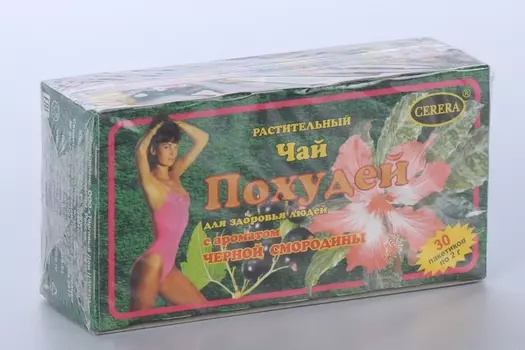 CERERA®
РАСТИТЕЛЬНЫЙ
Чай
Похудей
для здоровья людей
с ароматом
ЧЕРНОЙ СМОРОДИНЫ
30
пакетиков
по 2 г